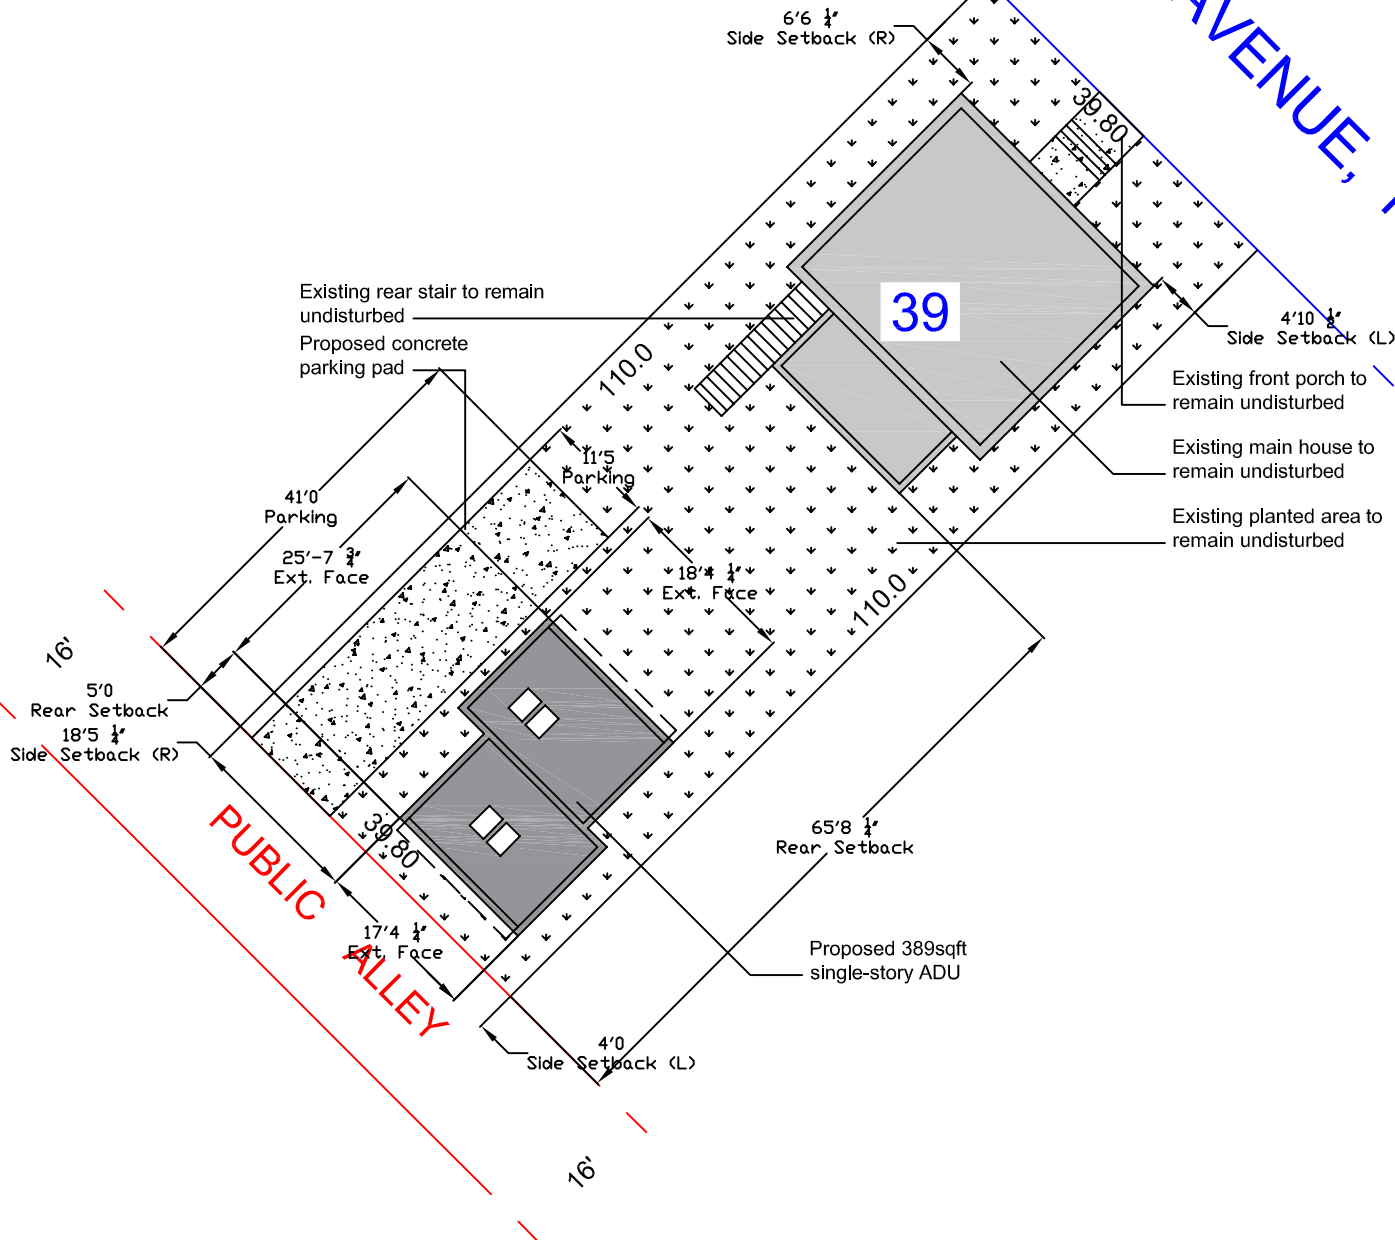 6'6 1/4"
Side Setback (R)
AVENUE,
39.80
39
4'10 1/2"
Side Setback (L)
Existing rear stair to remain
undisturbed
Proposed concrete
parking pad
110.0
Existing front porch to
remain undisturbed
Existing main house to
remain undisturbed
Existing planted area to
remain undisturbed
11'5
Parking
41'0
Parking
25'-7 3/4"
Ext. Face
18'4 1/4"
Ext. Face
110.0
16'
5'0
Rear Setback
18'5 1/4"
Side Setback (R)
39.80
PUBLIC ALLEY
65'8 1/4"
Rear Setback
17'4 1/4"
Ext. Face
Proposed 389sqft
single-story ADU
4'0
Side Setback (L)
16'